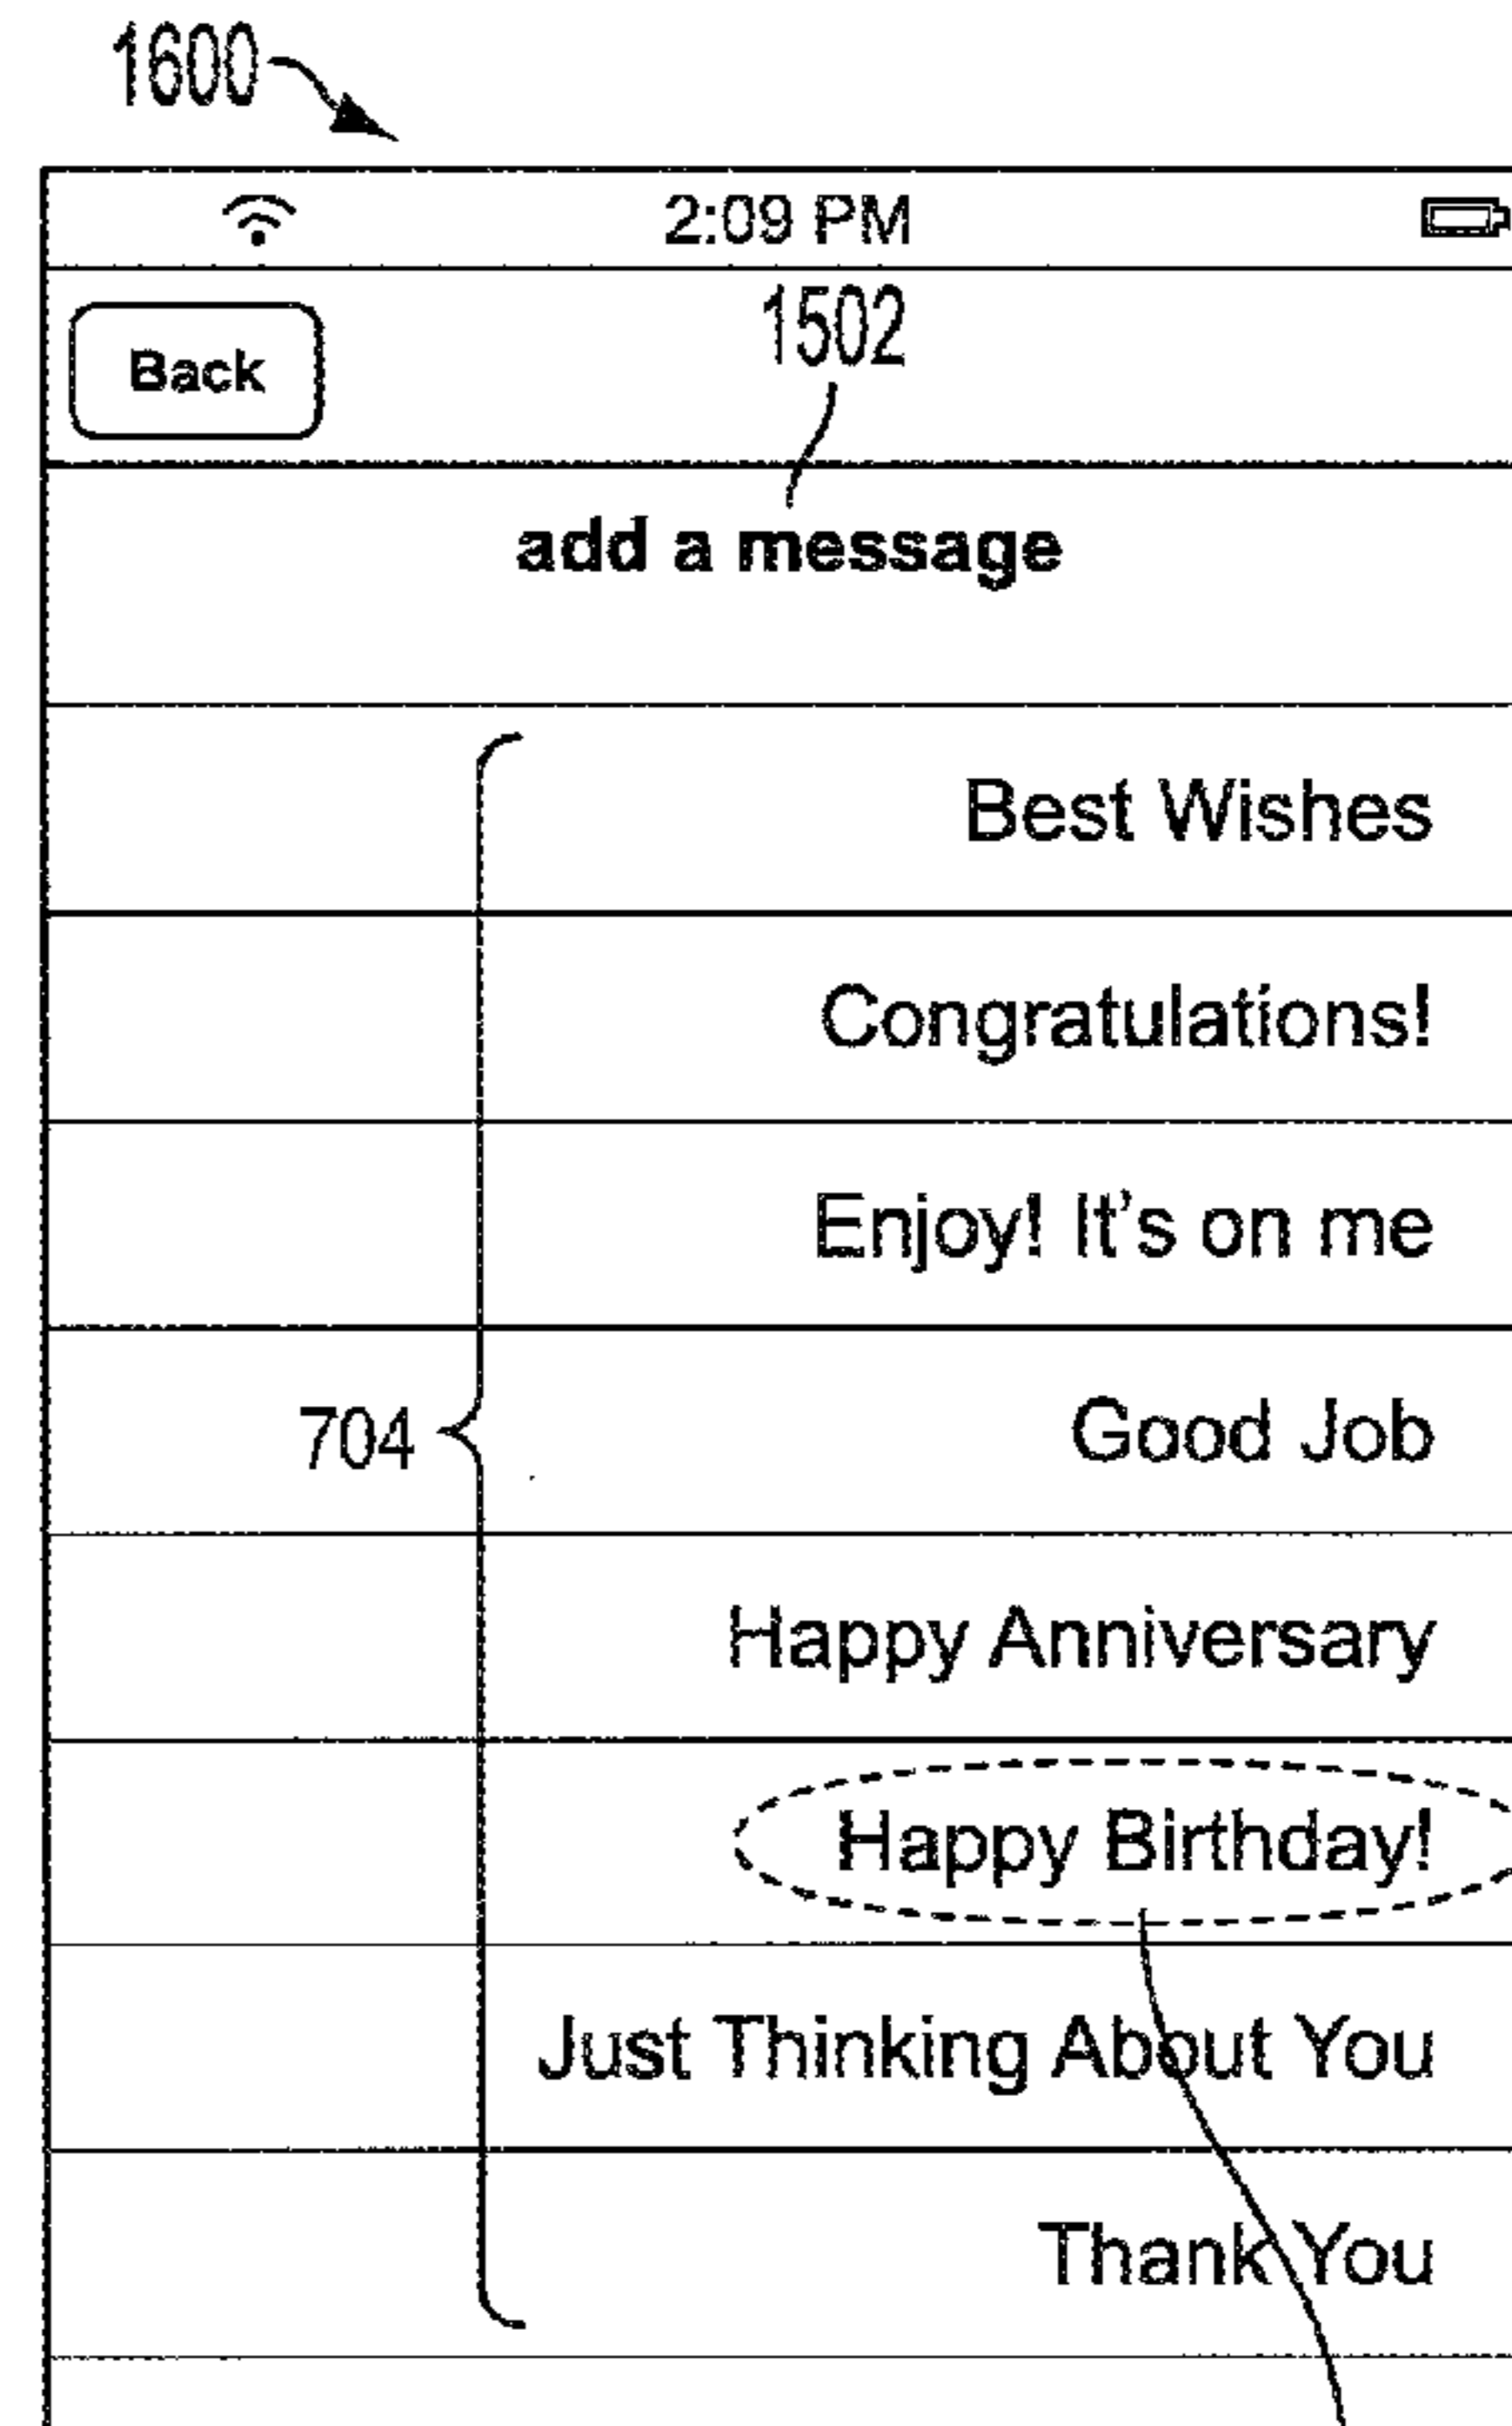 1600
2:09 PM
1502
Back
add a message
Best Wishes
Congratulations!
Enjoy! It's on me
704
Good Job
Happy Anniversary
Happy Birthday!
Just Thinking About You
Thank You